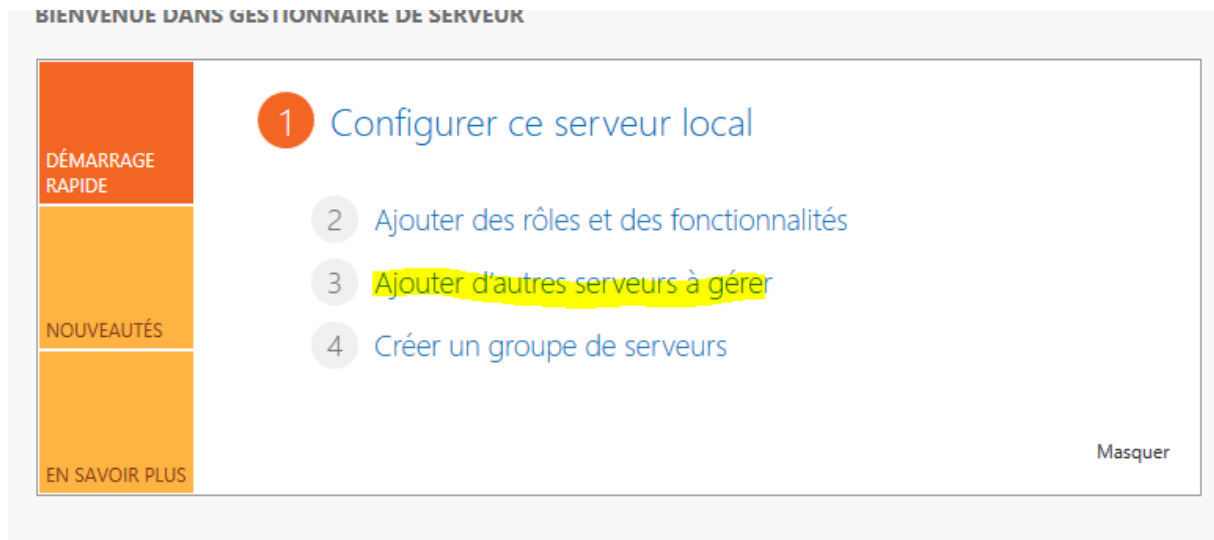 BIENVENUE DANS GESTIONNAIRE DE SERVEUR
DÉMARRAGE
RAPIDE
1 Configurer ce serveur local
2 Ajouter des rôles et des fonctionnalités
3 Ajouter d'autres serveurs à gérer
NOUVEAUTÉS
4 Créer un groupe de serveurs
Masquer
EN SAVOIR PLUS